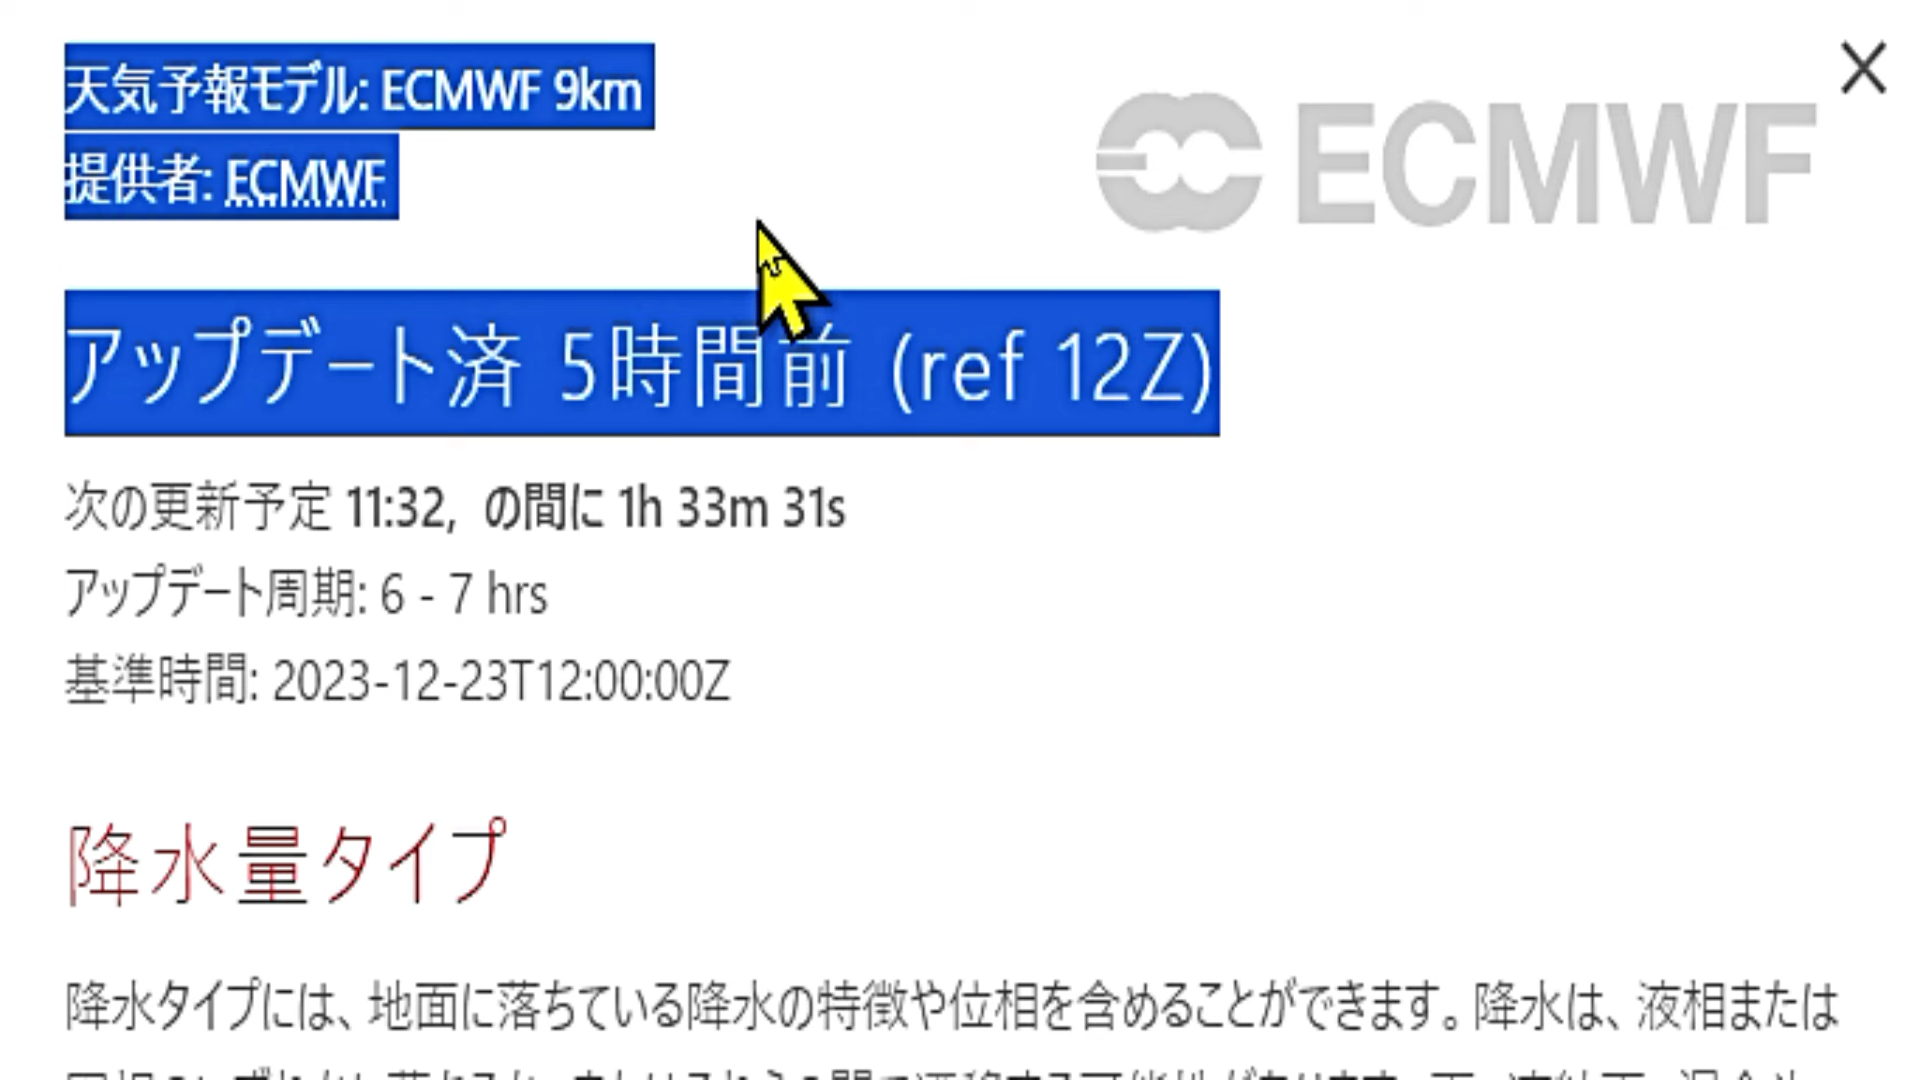 天気予報モデル: ECMWF 9km
提供者: ECMWF
ECMWF
アップデート済 5時間前 (ref 12Z)
次の更新予定 11:32, の間に 1h 33m 31s
アップデート周期: 6 - 7 hrs
基準時間: 2023-12-23T12:00:00Z
降水量タイプ
降水タイプには、地面に落ちている降水の特徴や位相を含めることができます。降水は、液相または